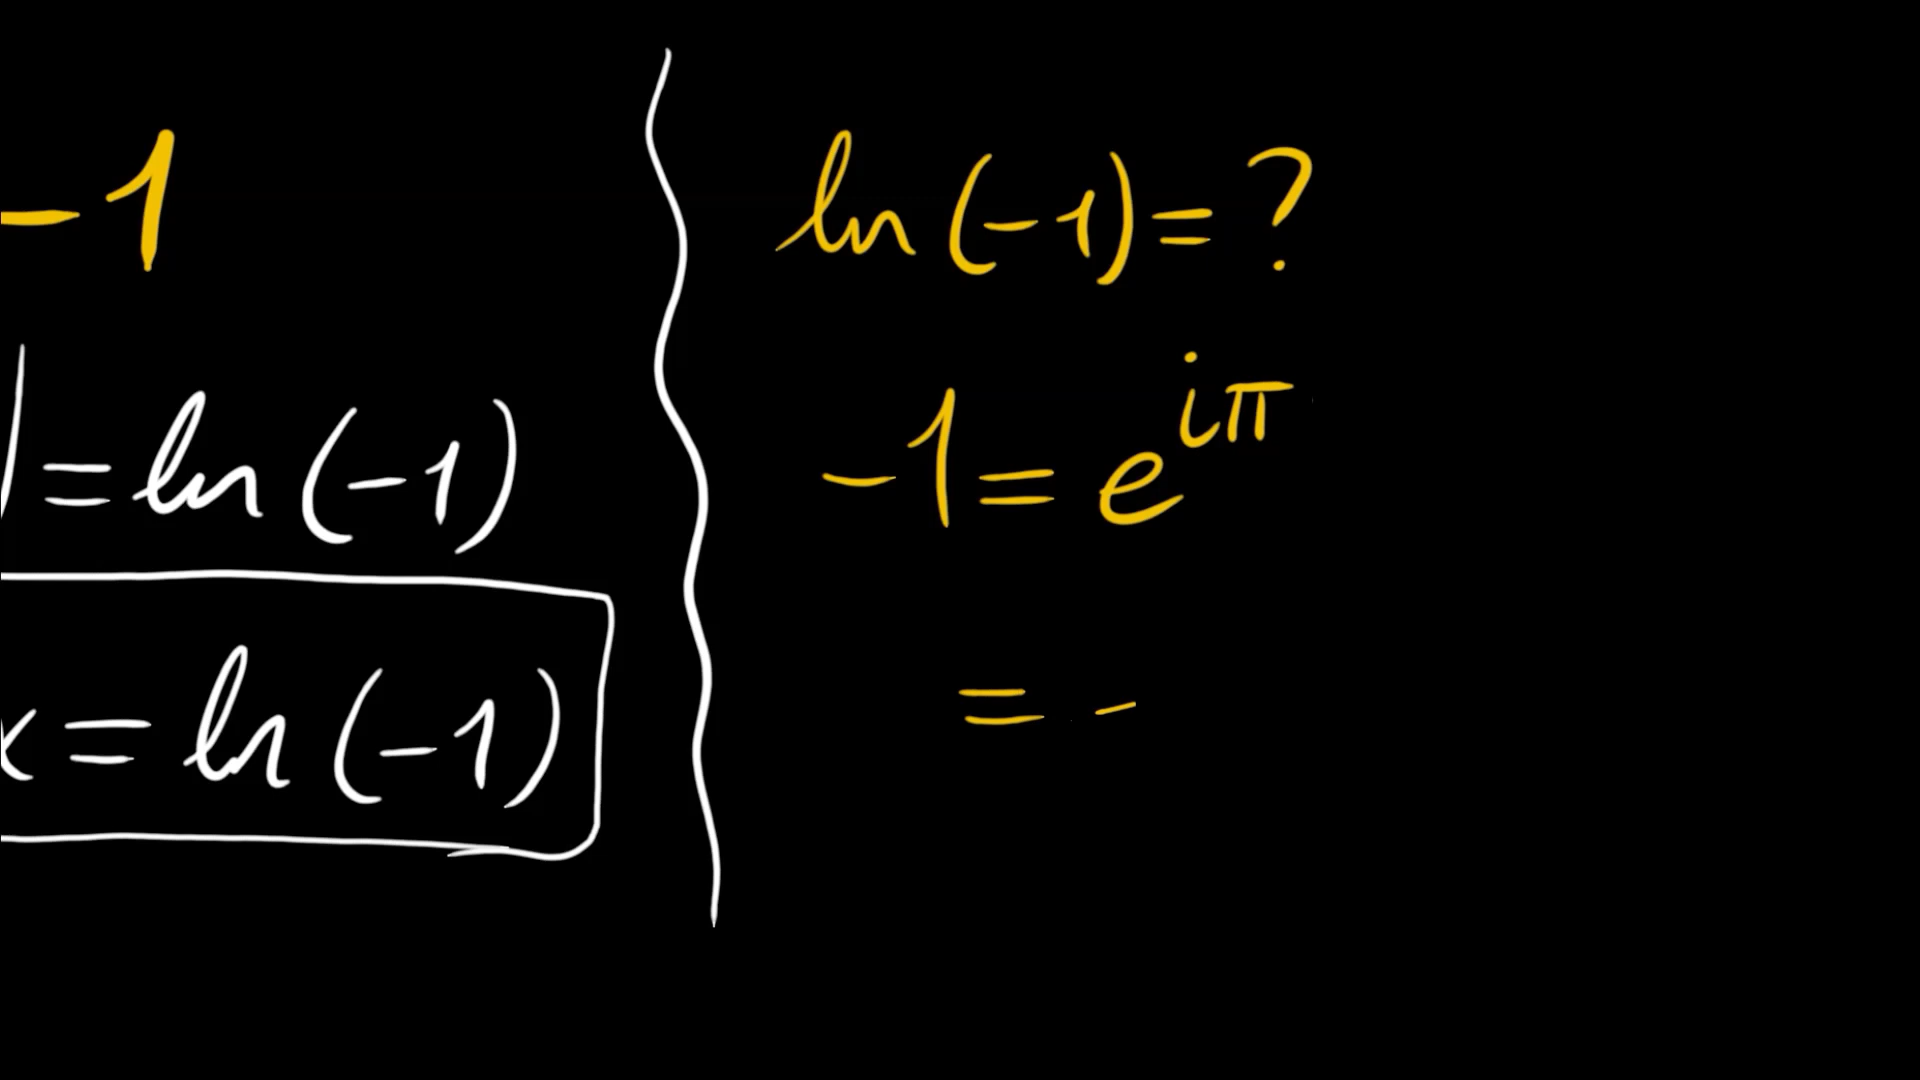 -1
= ln(-1)
x = ln(-1)
ln(-1) = ?
-1 = e^{iπ}
= -